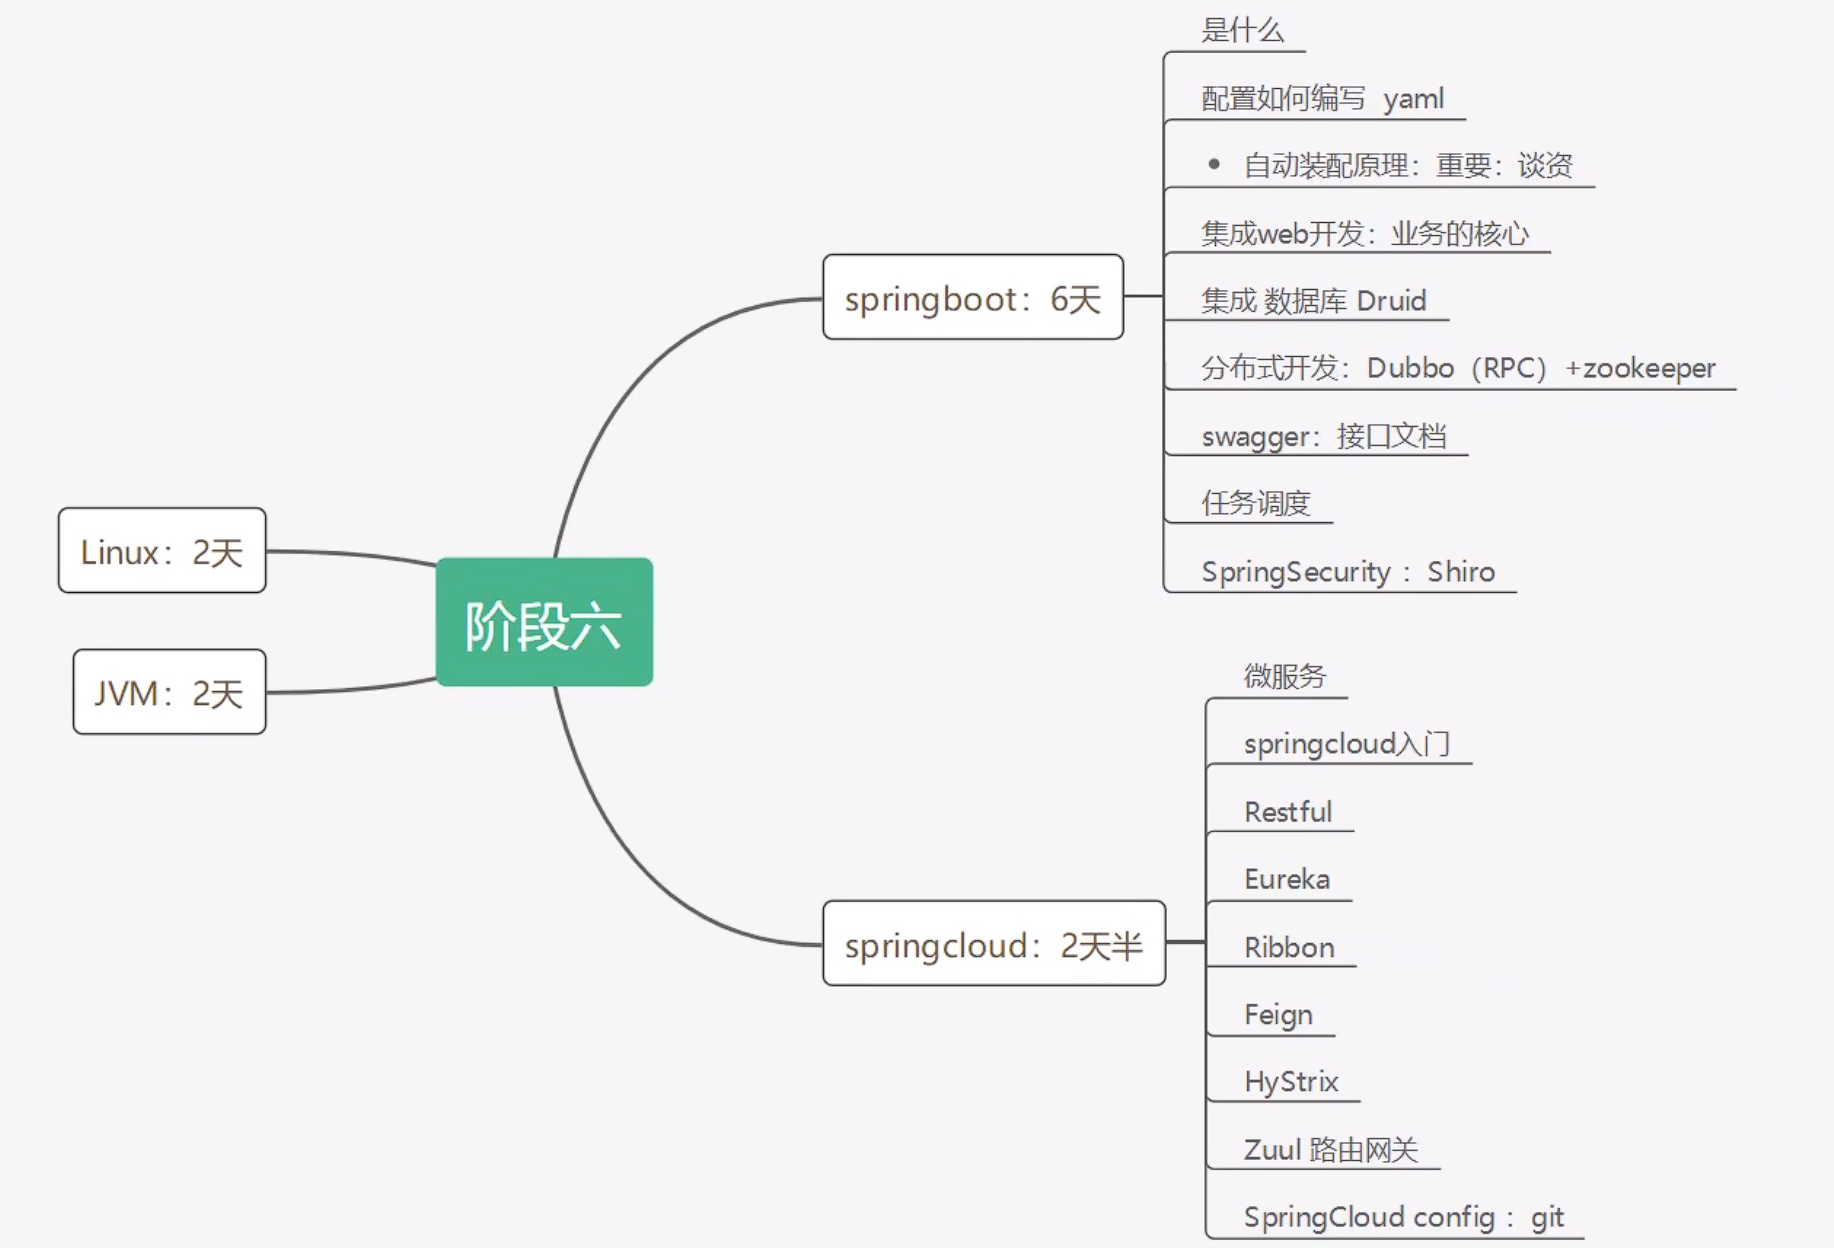 是什么
配置如何编写 yaml
• 自动装配原理：重要：谈资
集成web开发：业务的核心
集成 数据库 Druid
分布式开发：Dubbo（RPC）+zookeeper
swagger：接口文档
任务调度
SpringSecurity ：Shiro
springboot：6天
Linux：2天
阶段六
JVM：2天
springcloud：2天半
微服务
springcloud入门
Restful
Eureka
Ribbon
Feign
HyStrix
Zuul 路由网关
SpringCloud config ：git